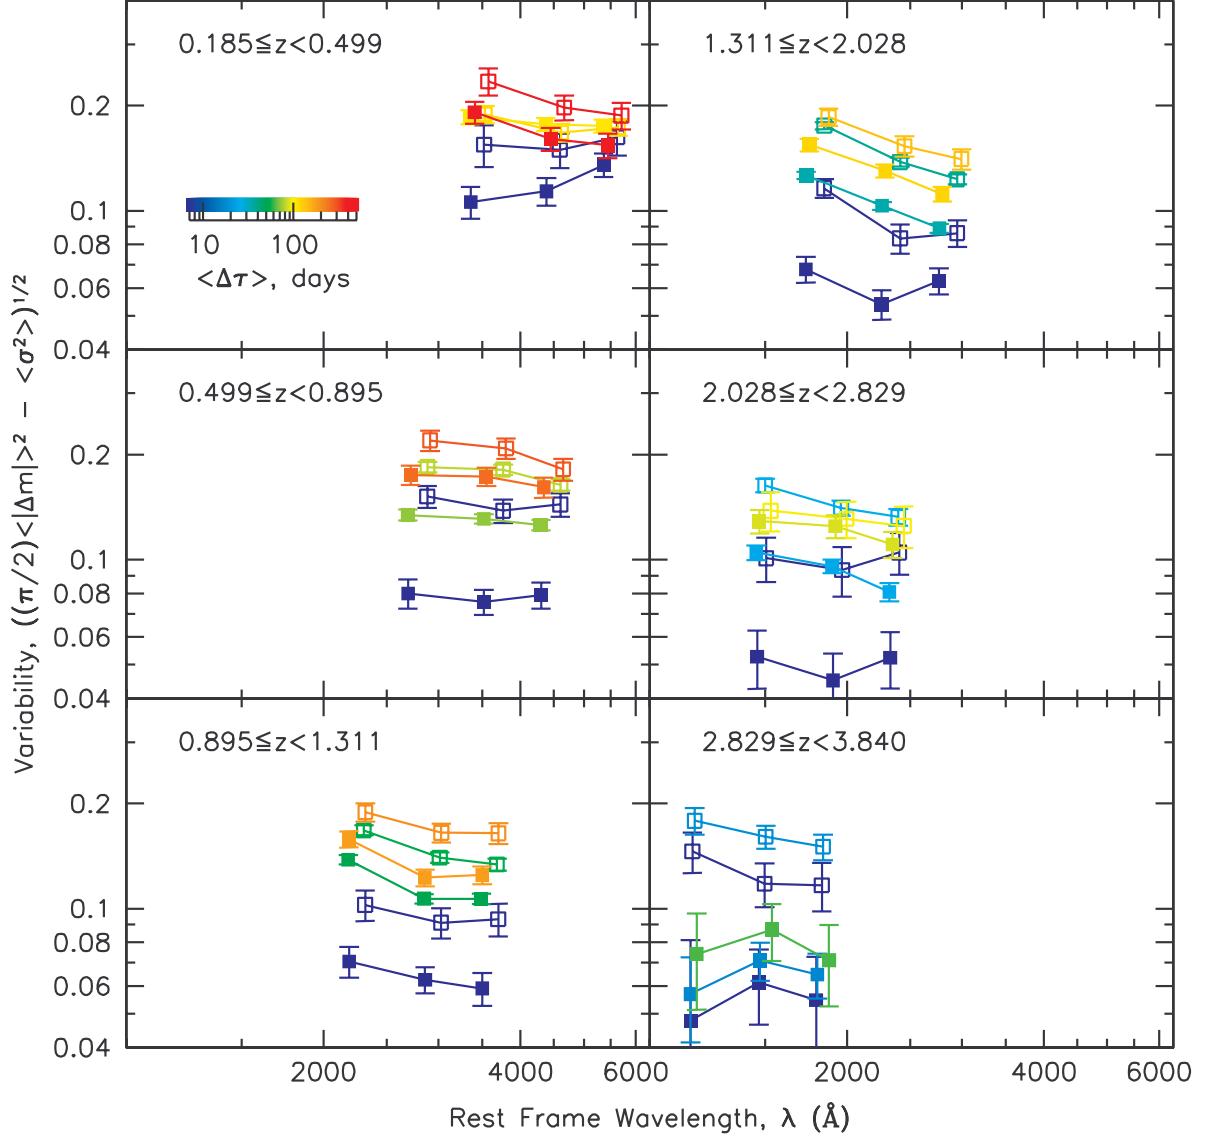 0.185≦z<0.499
1.311≦z<2.028
0.2
0.1
0.08
0.06
0.04
10 100
<Δτ>, days
0.499≦z<0.895
2.028≦z<2.829
0.2
0.1
0.08
0.06
0.04
0.895≦z<1.311
2.829≦z<3.840
0.2
0.1
0.08
0.06
0.04
2000 4000 6000 2000 4000 6000
Rest Frame Wavelength, λ (Å)
Variability, ((π/2)<|Δm|>² − <σ²>)¹/²